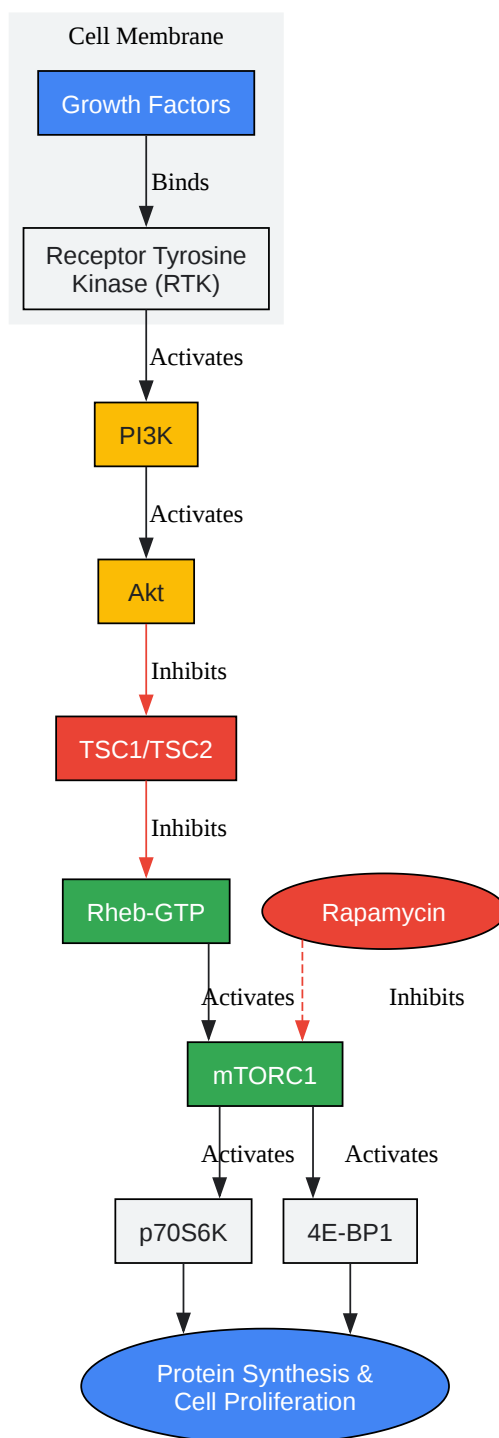 Cell Membrane
Growth Factors
Binds
Receptor Tyrosine
Kinase (RTK)
Activates
PI3K
Activates
Akt
Inhibits
TSC1/TSC2
Inhibits
Rheb-GTP
Rapamycin
Activates
Inhibits
mTORC1
Activates
Activates
p70S6K
4E-BP1
Protein Synthesis &
Cell Proliferation